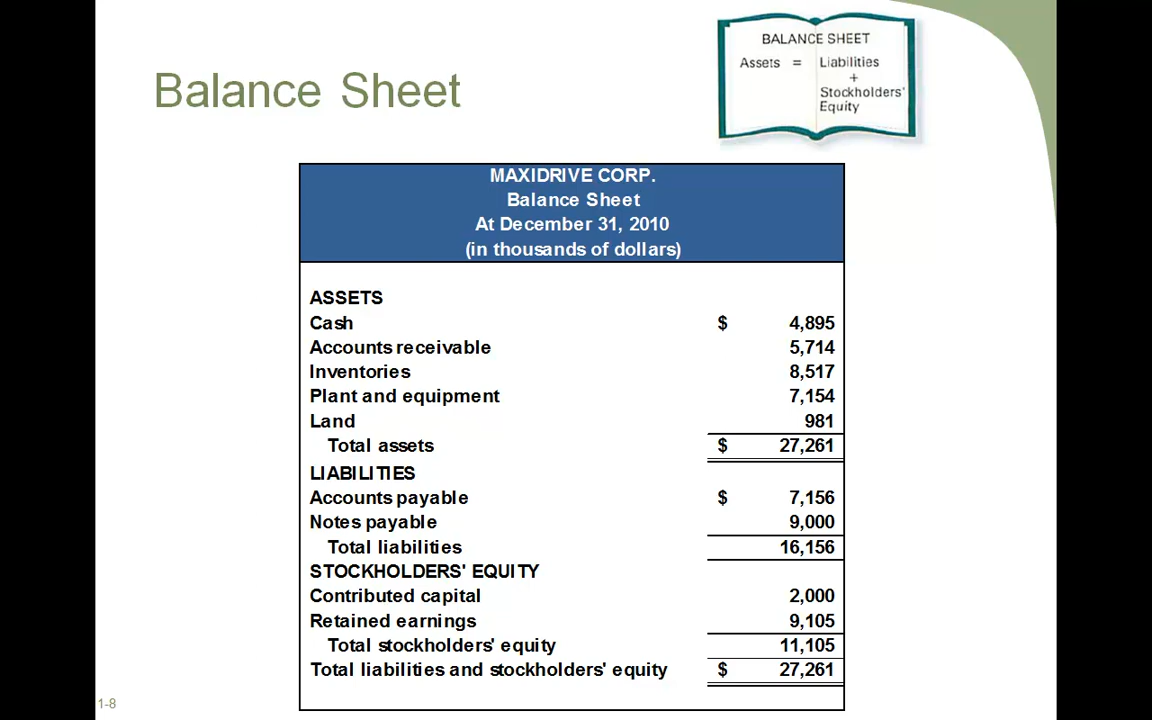 Balance Sheet
BALANCE SHEET
Assets = Liabilities
+
Stockholders'
Equity
MAXIDRIVE CORP.
Balance Sheet
At December 31, 2010
(in thousands of dollars)
ASSETS
Cash $ 4,895
Accounts receivable 5,714
Inventories 8,517
Plant and equipment 7,154
Land 981
Total assets $ 27,261
LIABILITIES
Accounts payable $ 7,156
Notes payable 9,000
Total liabilities 16,156
STOCKHOLDERS' EQUITY
Contributed capital 2,000
Retained earnings 9,105
Total stockholders' equity 11,105
Total liabilities and stockholders' equity $ 27,261
1-8